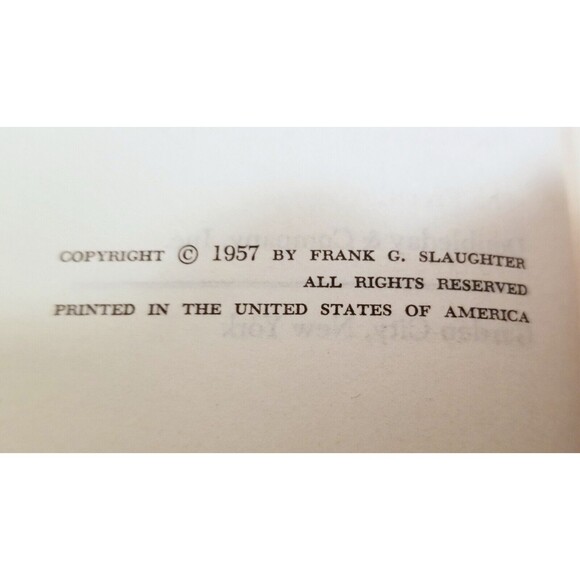 COPYRIGHT © 1957 BY FRANK G. SLAUGHTER
ALL RIGHTS RESERVED
PRINTED IN THE UNITED STATES OF AMERICA